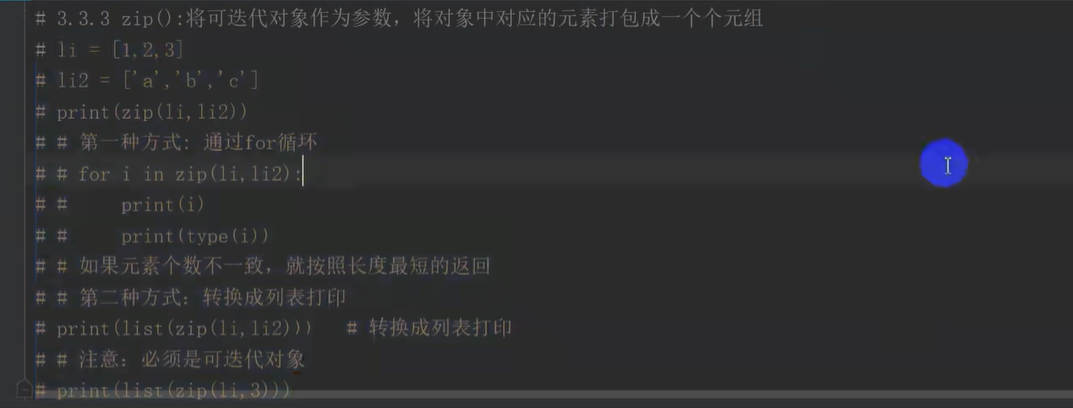 # 3.3.3 zip():将可迭代对象作为参数，将对象中对应的元素打包成一个个元组
# li = [1,2,3]
# li2 = ['a','b','c']
# print(zip(li,li2))
# # 第一种方式: 通过for循环
# # for i in zip(li,li2):
# #     print(i)
# #     print(type(i))
# # 如果元素个数不一致，就按照长度最短的返回
# # 第二种方式：转换成列表打印
# print(list(zip(li,li2)))   # 转换成列表打印
# # 注意：必须是可迭代对象
# print(list(zip(li,3)))